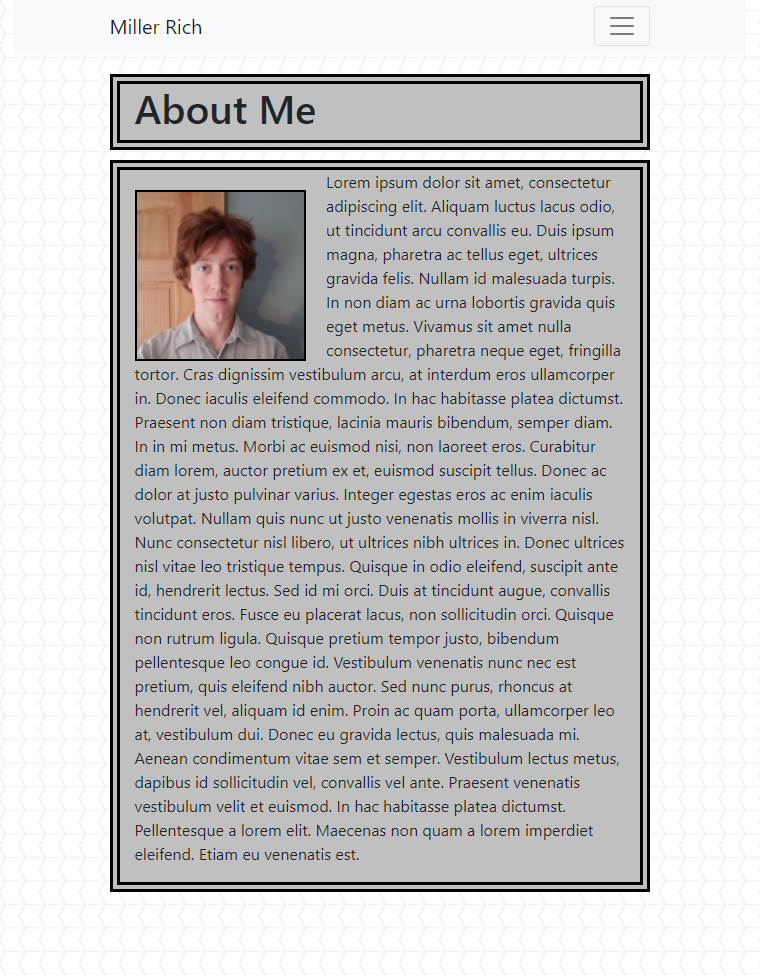 Miller Rich
About Me
Lorem ipsum dolor sit amet, consectetur
adipiscing elit. Aliquam luctus lacus odio,
ut tincidunt arcu convallis eu. Duis ipsum
magna, pharetra ac tellus eget, ultrices
gravida felis. Nullam id malesuada turpis.
In non diam ac urna lobortis gravida quis
eget metus. Vivamus sit amet nulla
consectetur, pharetra neque eget, fringilla
tortor. Cras dignissim vestibulum arcu, at interdum eros ullamcorper
in. Donec iaculis eleifend commodo. In hac habitasse platea dictumst.
Praesent non diam tristique, lacinia mauris bibendum, semper diam.
In in mi metus. Morbi ac euismod nisi, non laoreet eros. Curabitur
diam lorem, auctor pretium ex et, euismod suscipit tellus. Donec ac
dolor at justo pulvinar varius. Integer egestas eros ac enim iaculis
volutpat. Nullam quis nunc ut justo venenatis mollis in viverra nisl.
Nunc consectetur nisl libero, ut ultrices nibh ultrices in. Donec ultrices
nisl vitae leo tristique tempus. Quisque in odio eleifend, suscipit ante
id, hendrerit lectus. Sed id mi orci. Duis at tincidunt augue, convallis
tincidunt eros. Fusce eu placerat lacus, non sollicitudin orci. Quisque
non rutrum ligula. Quisque pretium tempor justo, bibendum
pellentesque leo congue id. Vestibulum venenatis nunc nec est
pretium, quis eleifend nibh auctor. Sed nunc purus, rhoncus at
hendrerit vel, aliquam id enim. Proin ac quam porta, ullamcorper leo
at, vestibulum dui. Donec eu gravida lectus, quis malesuada mi.
Aenean condimentum vitae sem et semper. Vestibulum lectus metus,
dapibus id sollicitudin vel, convallis vel ante. Praesent venenatis
vestibulum velit et euismod. In hac habitasse platea dictumst.
Pellentesque a lorem elit. Maecenas non quam a lorem imperdiet
eleifend. Etiam eu venenatis est.